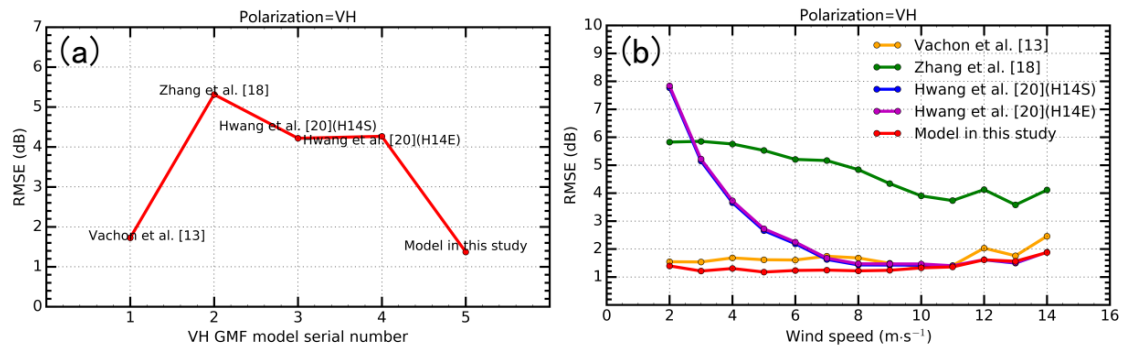 Polarization=VH
(a)
RMSE (dB)
7
6
5
4
3
2
1
0
Zhang et al. [18]
Hwang et al. [20](H14S)
Hwang et al. [20](H14E)
Vachon et al. [13]
Model in this study
1 2 3 4 5
VH GMF model serial number
Polarization=VH
(b)
RMSE (dB)
10
9
8
7
6
5
4
3
2
1
Vachon et al. [13]
Zhang et al. [18]
Hwang et al. [20](H14S)
Hwang et al. [20](H14E)
Model in this study
0 2 4 6 8 10 12 14 16
Wind speed (m·s⁻¹)